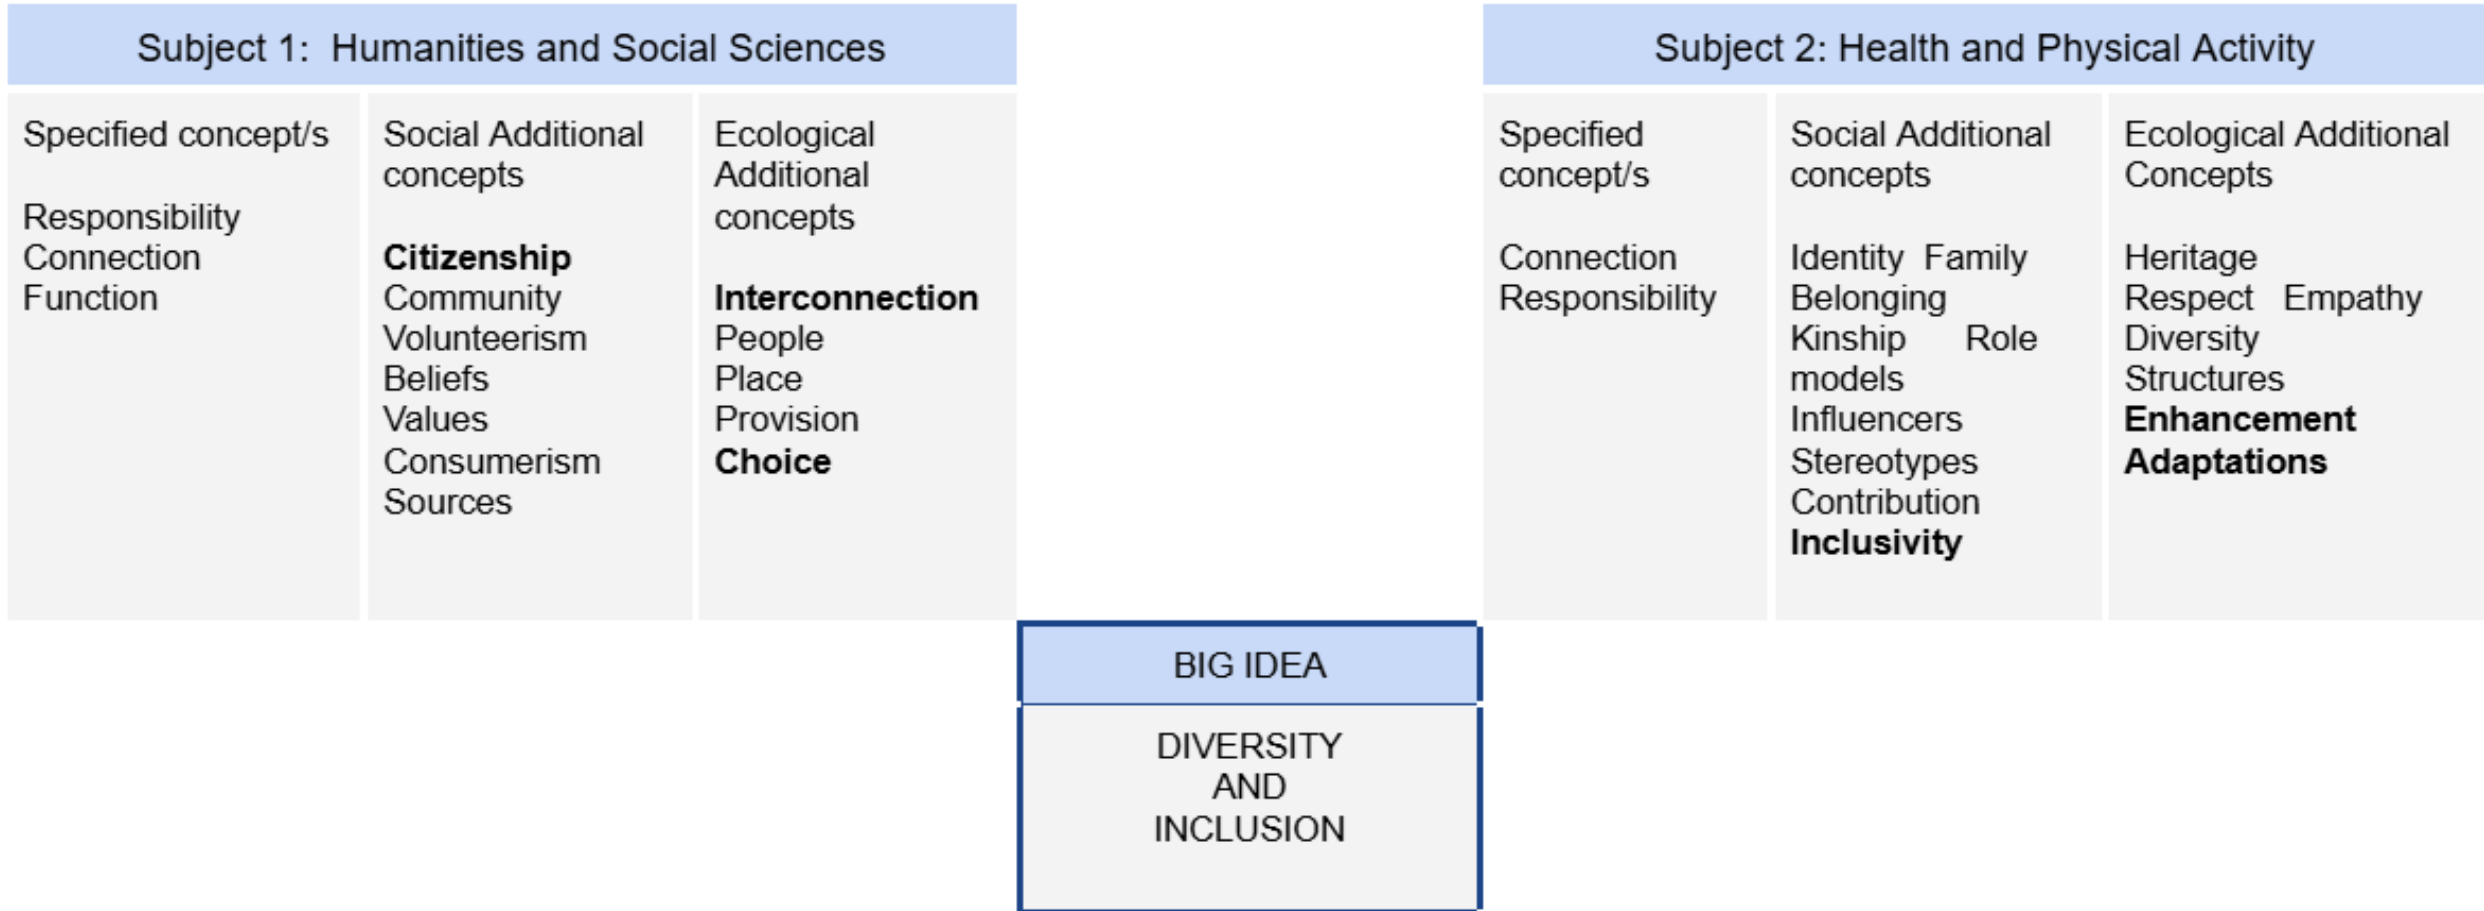 Subject 1: Humanities and Social Sciences
Specified concept/s
Responsibility
Connection
Function
Social Additional
concepts
Citizenship
Community
Volunteerism
Beliefs
Values
Consumerism
Sources
Ecological
Additional
concepts
Interconnection
People
Place
Provision
Choice
Subject 2: Health and Physical Activity
Specified
concept/s
Connection
Responsibility
Social Additional
concepts
Identity Family
Belonging
Kinship Role
models
Influencers
Stereotypes
Contribution
Inclusivity
Ecological Additional
Concepts
Heritage
Respect Empathy
Diversity
Structures
Enhancement
Adaptations
BIG IDEA
DIVERSITY
AND
INCLUSION